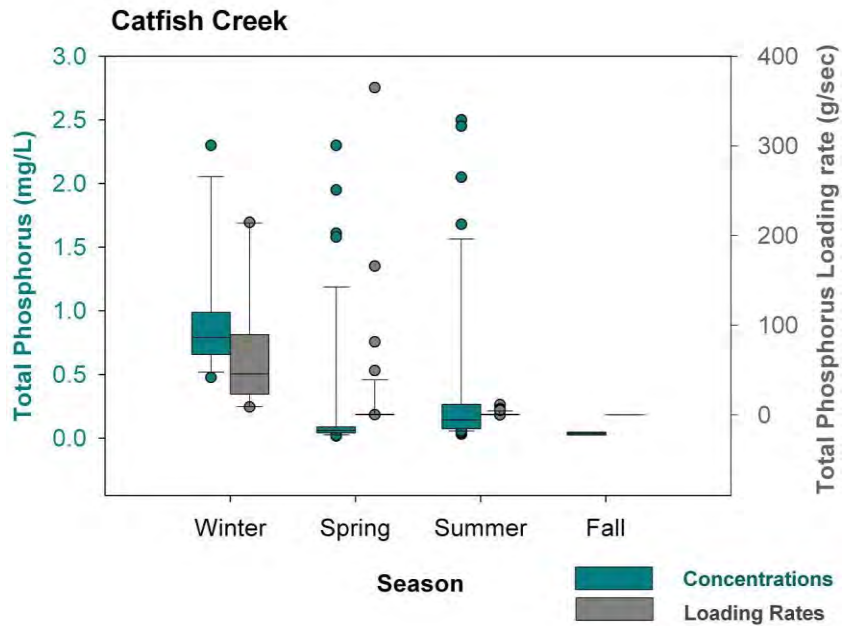 Catfish Creek
Total Phosphorus (mg/L)
3.0
2.5
2.0
1.5
1.0
0.5
0.0
400
300
200
100
0
Total Phosphorus Loading rate (g/sec)
Winter
Spring
Summer
Fall
Season
Concentrations
Loading Rates